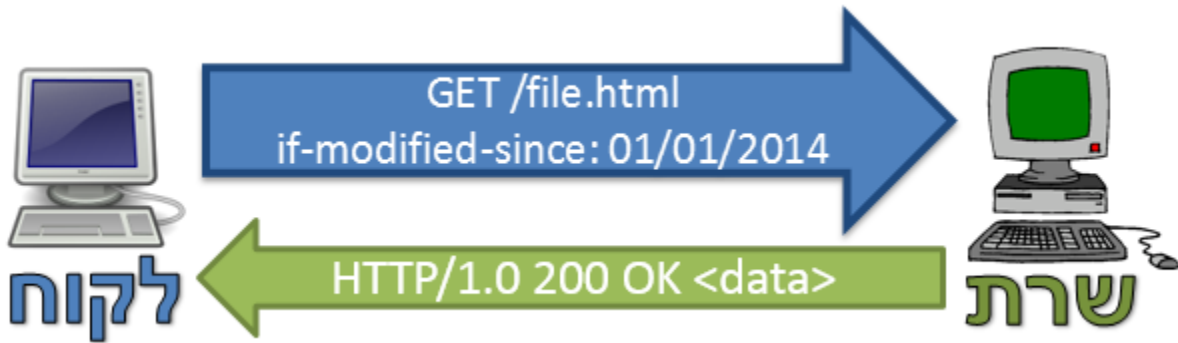 GET /file.html
if-modified-since: 01/01/2014
HTTP/1.0 200 OK <data>
לקוח
שרת